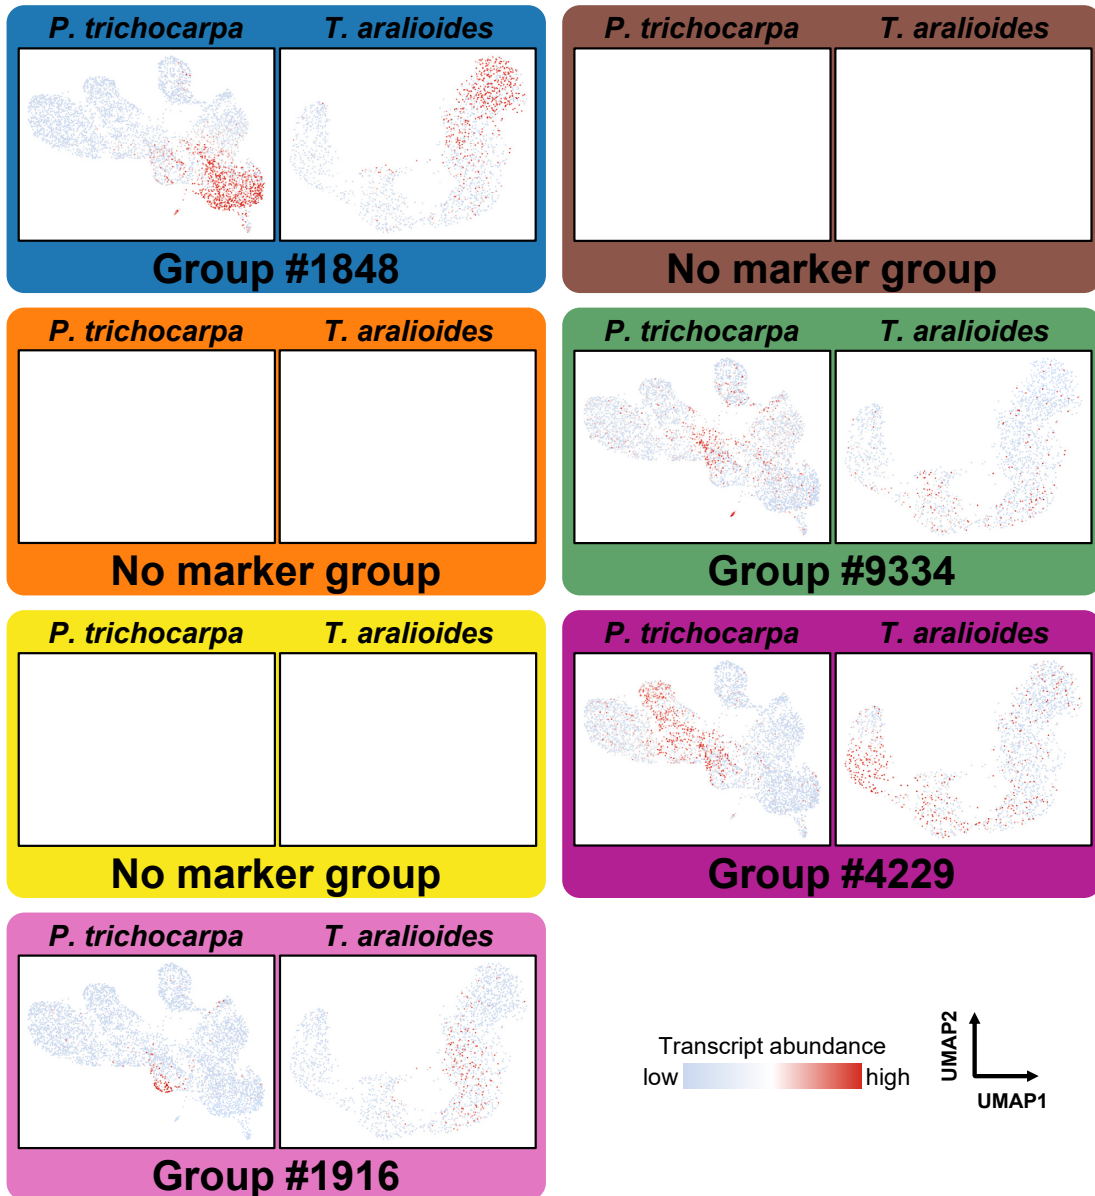 P. trichocarpa T. aralioides
Group #1848
P. trichocarpa T. aralioides
No marker group
P. trichocarpa T. aralioides
No marker group
P. trichocarpa T. aralioides
Group #9334
P. trichocarpa T. aralioides
No marker group
P. trichocarpa T. aralioides
Group #4229
P. trichocarpa T. aralioides
Group #1916
Transcript abundance
low high
UMAP2
UMAP1